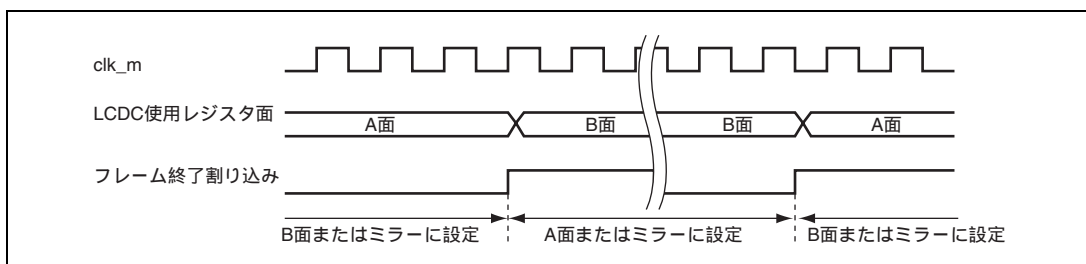 clk_m
LCDC使用レジスタ面
A面 B面 B面 A面
フレーム終了割り込み
B面またはミラーに設定 A面またはミラーに設定 B面またはミラーに設定